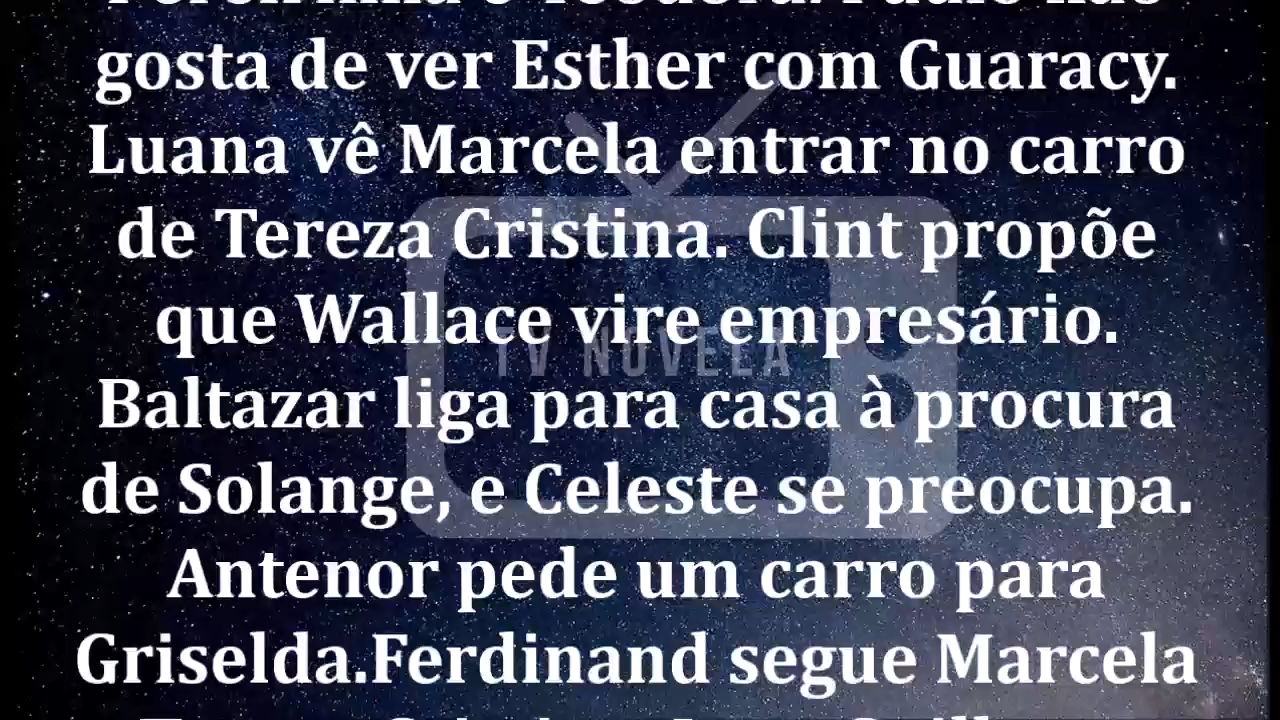 gosta de ver Esther com Guaracy.
Luana vê Marcela entrar no carro
de Tereza Cristina. Clint propõe
que Wallace vire empresário.
TV NOVELA
Baltazar liga para casa à procura
de Solange, e Celeste se preocupa.
Antenor pede um carro para
Griselda.Ferdinand segue Marcela